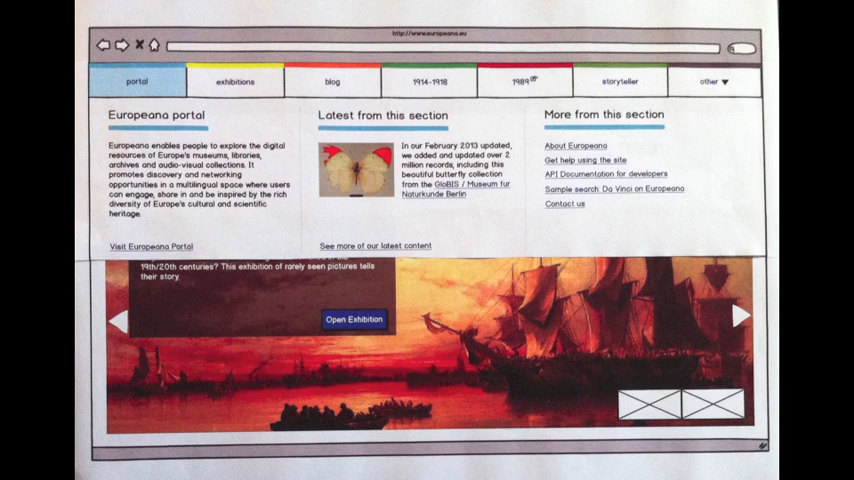 http://www.europeana.eu
portal
exhibitions
blog
1914-1918
1989
storyteller
other
Europeana portal
Europeana enables people to explore the digital
resources of Europe's museums, libraries,
archives and audio-visual collections. It
promotes discovery and networking
opportunities in a multilingual space where users
can engage, share in and be inspired by the rich
diversity of Europe's cultural and scientific
heritage.
Visit Europeana Portal
Latest from this section
In our February 2013 updated,
we added and updated over 2
million records, including this
beautiful butterfly collection
from the GloBIS / Museum fur
Naturkunde Berlin
See more of our latest content
More from this section
About Europeana
Get help using the site
API Documentation for developers
Sample search: Da Vinci on Europeana
Contact us
19th/20th centuries? This exhibition of rarely seen pictures tells
their story.
Open Exhibition